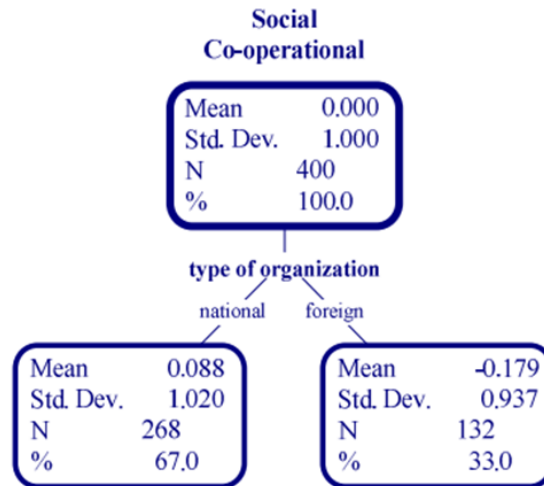 Social
Co-operational
Mean 0.000
Std. Dev. 1.000
N 400
% 100.0
type of organization
national foreign
Mean 0.088
Std. Dev. 1.020
N 268
% 67.0
Mean -0.179
Std. Dev. 0.937
N 132
% 33.0